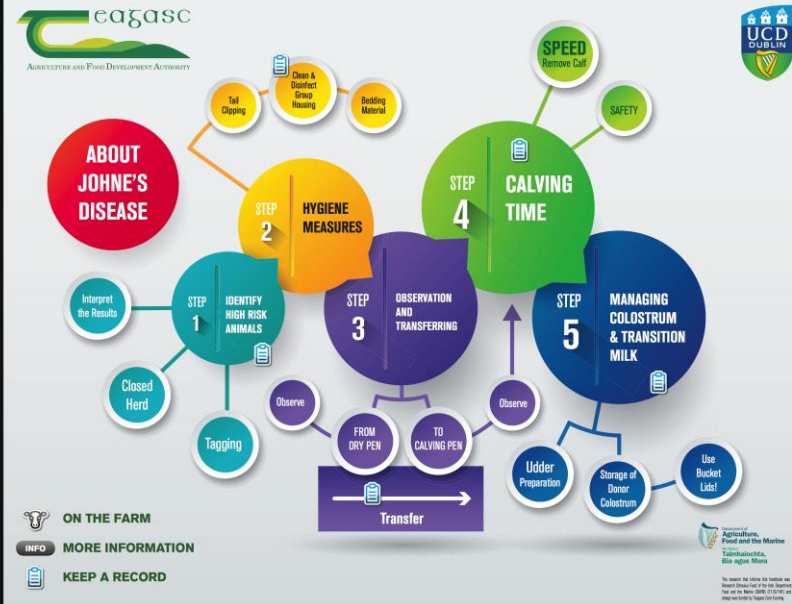 eagasc
AGRICULTURE AND FOOD DEVELOPMENT AUTHORITY
UCD
DUBLIN
ABOUT
JOHNE'S
DISEASE
STEP
1
IDENTIFY
HIGH RISK
ANIMALS
Interpret
the Results
Closed
Herd
Tagging
STEP
2
HYGIENE
MEASURES
Tail
Clipping
Clean &
Disinfect
Group
Housing
Bedding
Material
STEP
3
OBSERVATION
AND
TRANSFERRING
Observe
FROM
DRY PEN
TO
CALVING PEN
Observe
Transfer
STEP
4
CALVING
TIME
SPEED
Remove Calf
SAFETY
STEP
5
MANAGING
COLOSTRUM
& TRANSITION
MILK
Udder
Preparation
Storage of
Donor
Colostrum
Use
Bucket
Lids!
ON THE FARM
INFO
MORE INFORMATION
KEEP A RECORD
Department of
Agriculture,
Food and the Marine
Talmhaíochta,
Bia agus Mara